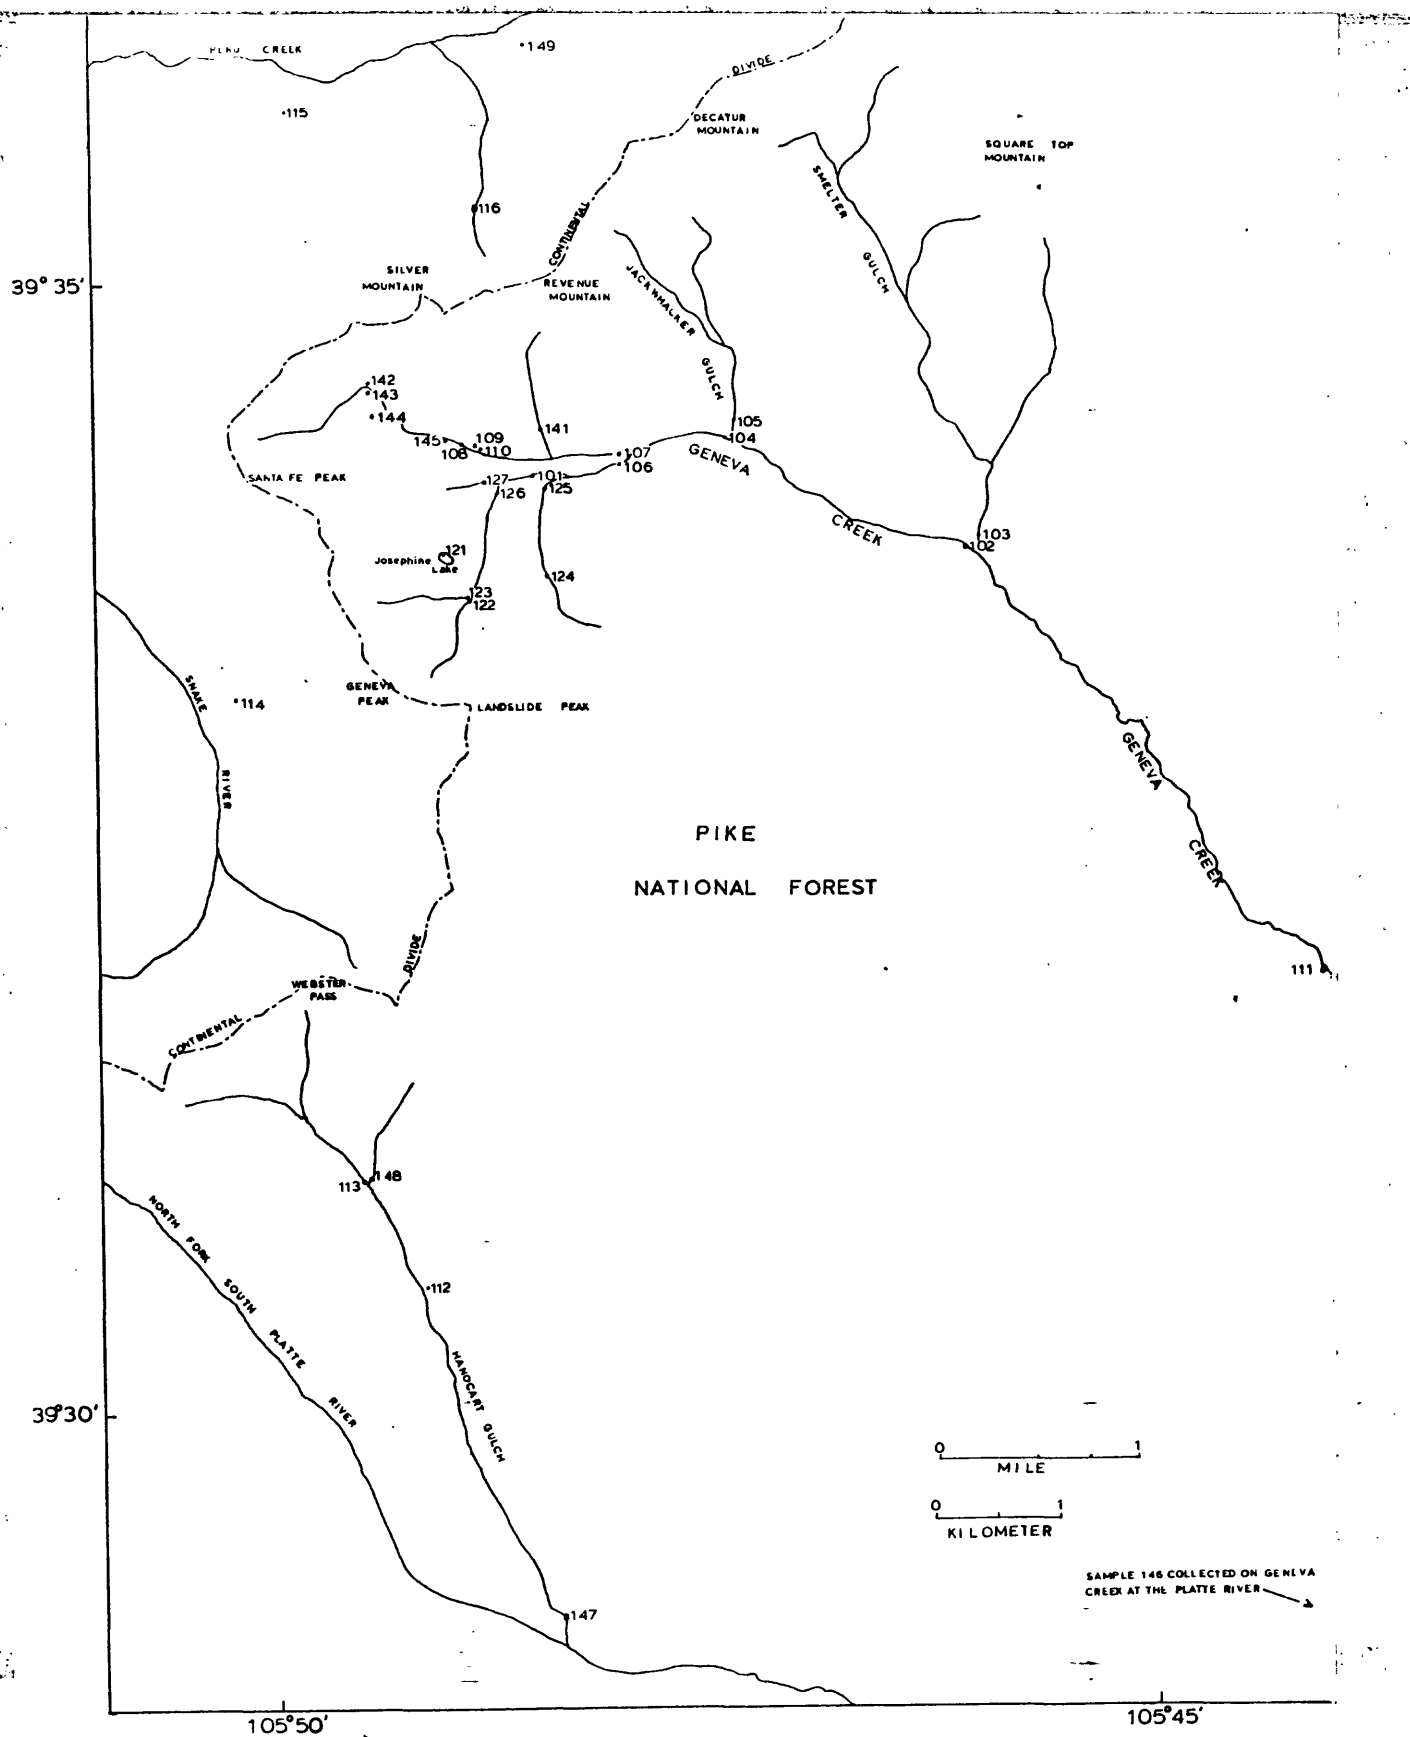 PERU CREEK
149
DIVIDE
115
DECATUR
MOUNTAIN
SQUARE TOP
MOUNTAIN
SMELTER
GULCH
116
CONTINENTAL
SILVER
MOUNTAIN
39° 35'
REVENUE
MOUNTAIN
JACKWHACKER
GULCH
142
143
144
145
109
108
110
141
105
104
107
106
GENEVA
CREEK
SANTA FE PEAK
127
101
126
125
103
102
121
Josephine
Lake
124
123
122
SNAKE
RIVER
114
GENEVA
PEAK
LANDSLIDE PEAK
GENEVA
CREEK
PIKE
NATIONAL FOREST
DIVIDE
111
WEBSTER
PASS
CONTINENTAL
148
113
NORTH FORK SOUTH PLATTE RIVER
112
HANDCART GULCH
39°30'
0 1
MILE
0 1
KILOMETER
SAMPLE 146 COLLECTED ON GENEVA
CREEK AT THE PLATTE RIVER
147
105°50'
105°45'